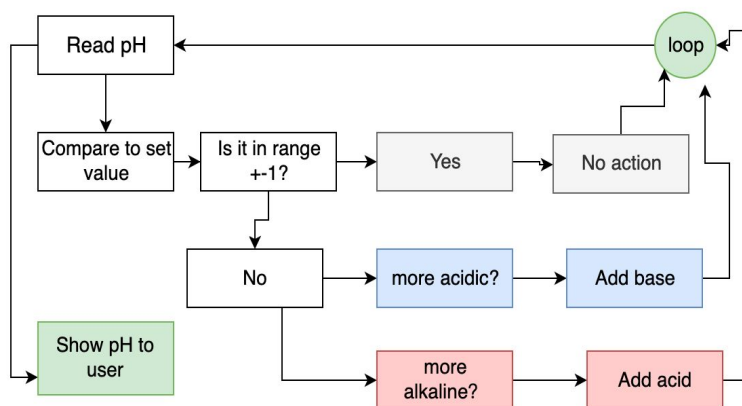 Read pH
loop
Compare to set
value
Is it in range
+-1?
Yes
No action
No
more acidic?
Add base
Show pH to
user
more
alkaline?
Add acid